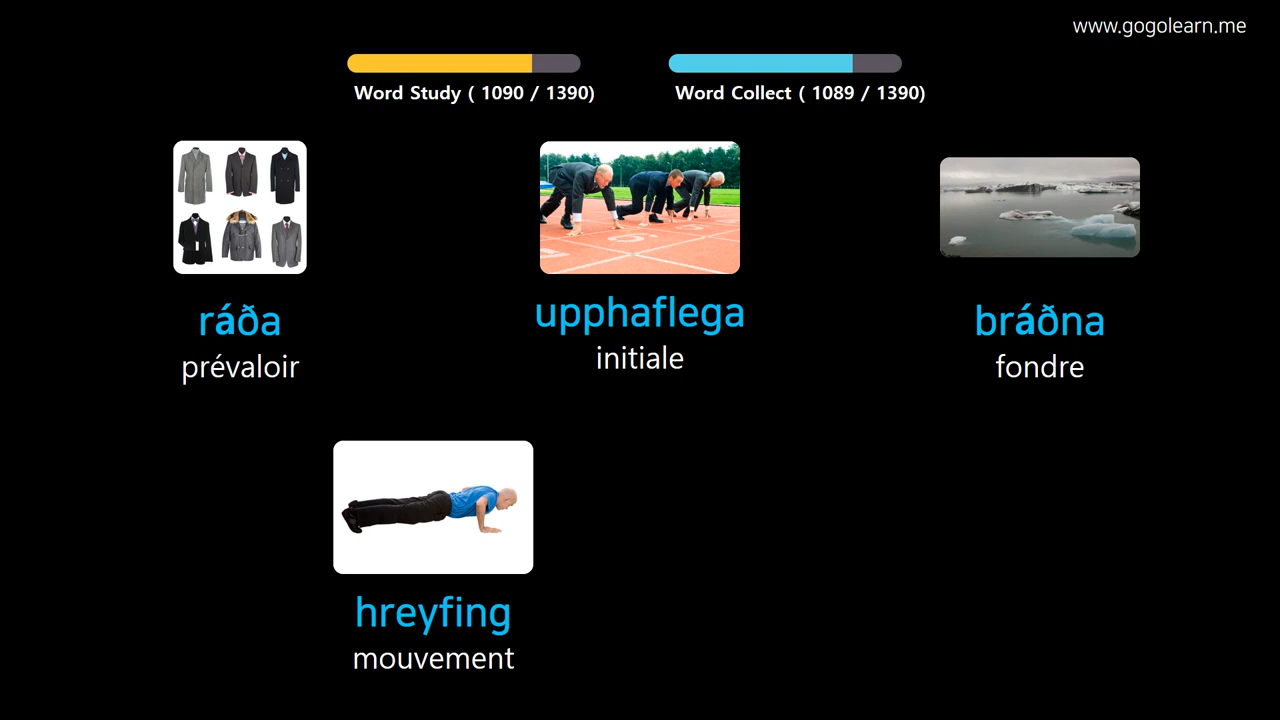 www.gogolearn.me
Word Study ( 1090 / 1390)
Word Collect ( 1089 / 1390)
ráða
prévaloir
upphaflega
initiale
bráðna
fondre
hreyfing
mouvement